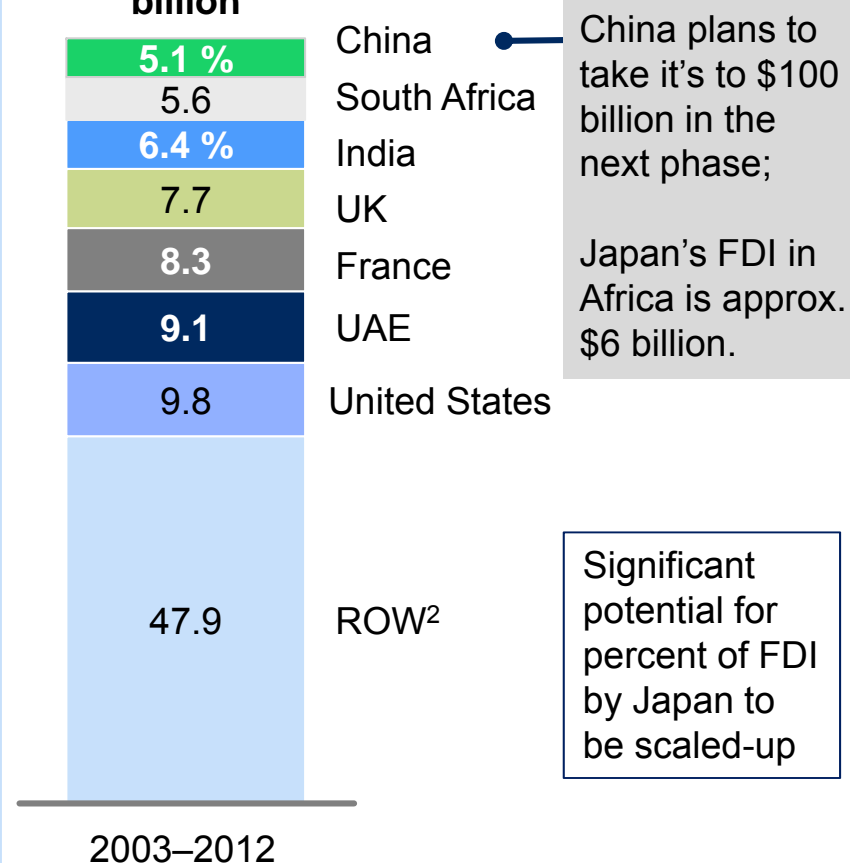 billion
5.1 %
China
5.6
South Africa
6.4 %
India
7.7
UK
8.3
France
9.1
UAE
9.8
United States
47.9
ROW²
2003–2012
China plans to
take it's to $100
billion in the
next phase;
Japan’s FDI in
Africa is approx.
$6 billion.
Significant
potential for
percent of FDI
by Japan to
be scaled-up